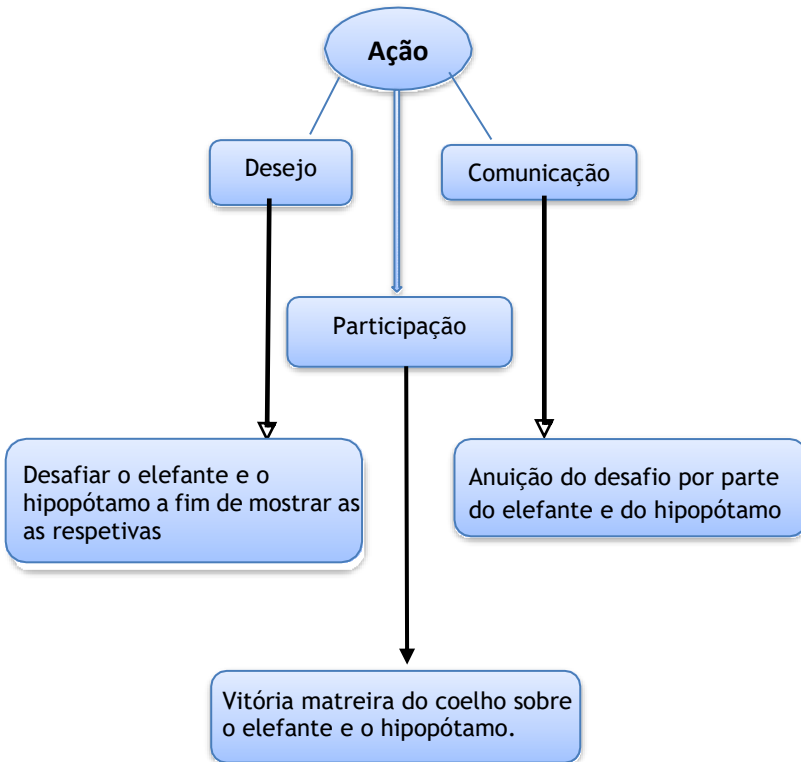 Ação
Desejo
Comunicação
Participação
Desafiar o elefante e o
hipopótamo a fim de mostrar as
as respetivas
Anuição do desafio por parte
do elefante e do hipopótamo
Vitória matreira do coelho sobre
o elefante e o hipopótamo.